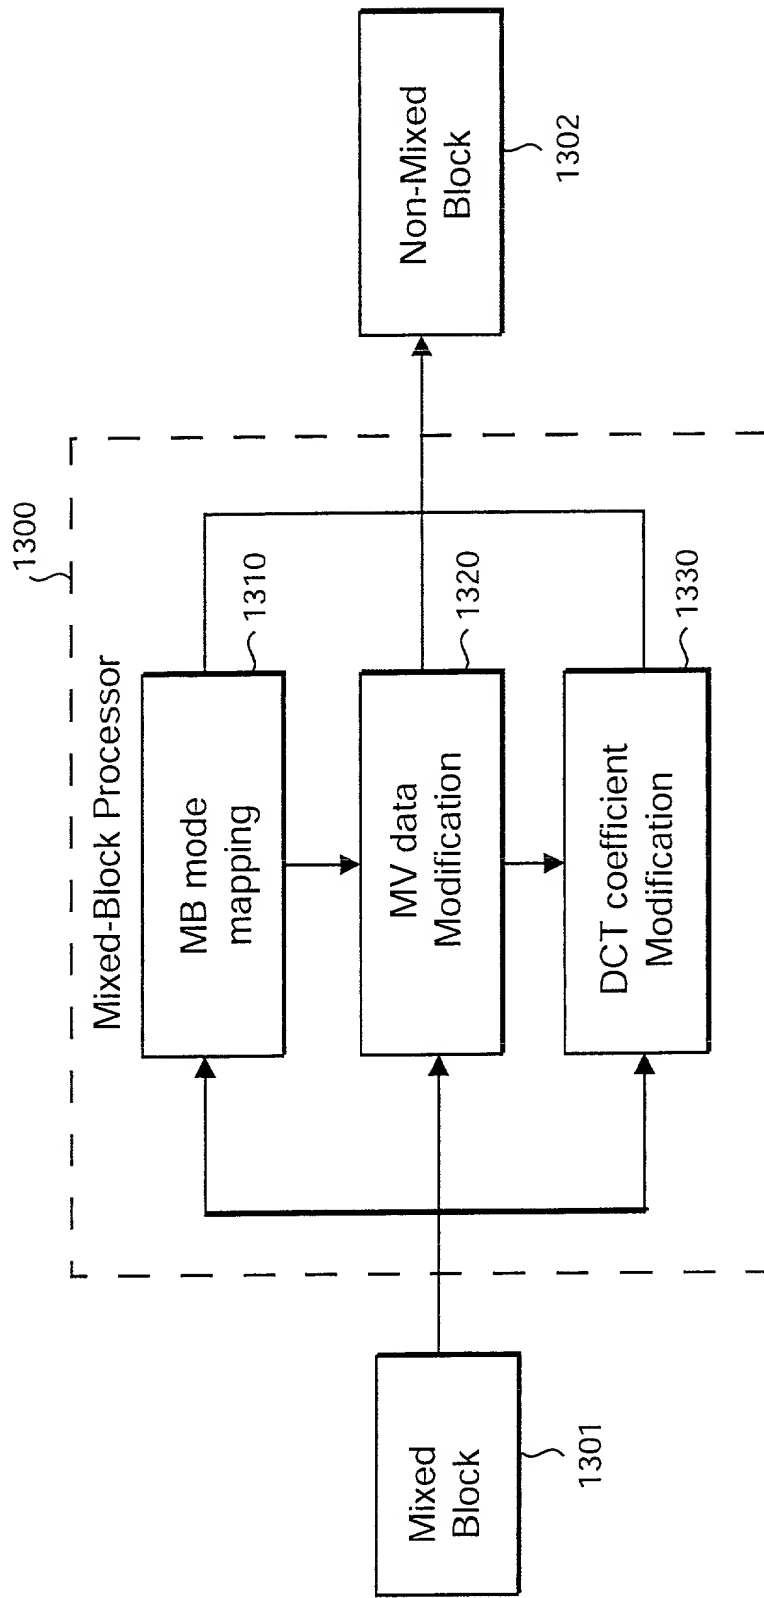 1300
Mixed-Block Processor
Mixed
Block
1301
MB mode
mapping
1310
MV data
Modification
1320
DCT coefficient
Modification
1330
Non-Mixed
Block
1302